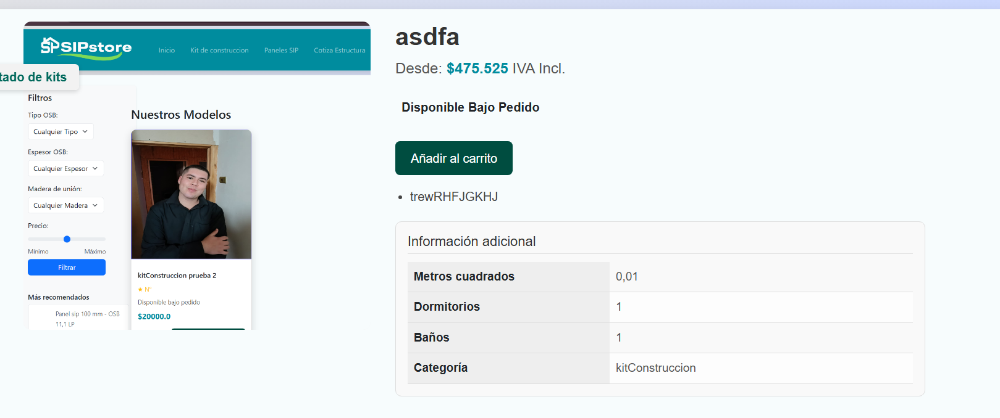 SIPstore
Inicio
Kit de construccion
Paneles SIP
Cotiza Estructura
tado de kits
Filtros
Tipo OSB:
Cualquier Tipo
Espesor OSB:
Cualquier Espesor
Madera de unión:
Cualquier Madera
Precio:
Mínimo
Máximo
Filtrar
Más recomendados
Panel sip 100 mm - OSB
11,1 LP
Nuestros Modelos
kitConstruccion prueba 2
★ N°
Disponible bajo pedido
$20000.0
asdfa
Desde: $475.525 IVA Incl.
Disponible Bajo Pedido
Añadir al carrito
• trewRHFJGKHJ
Información adicional
Metros cuadrados 0,01
Dormitorios 1
Baños 1
Categoría kitConstruccion